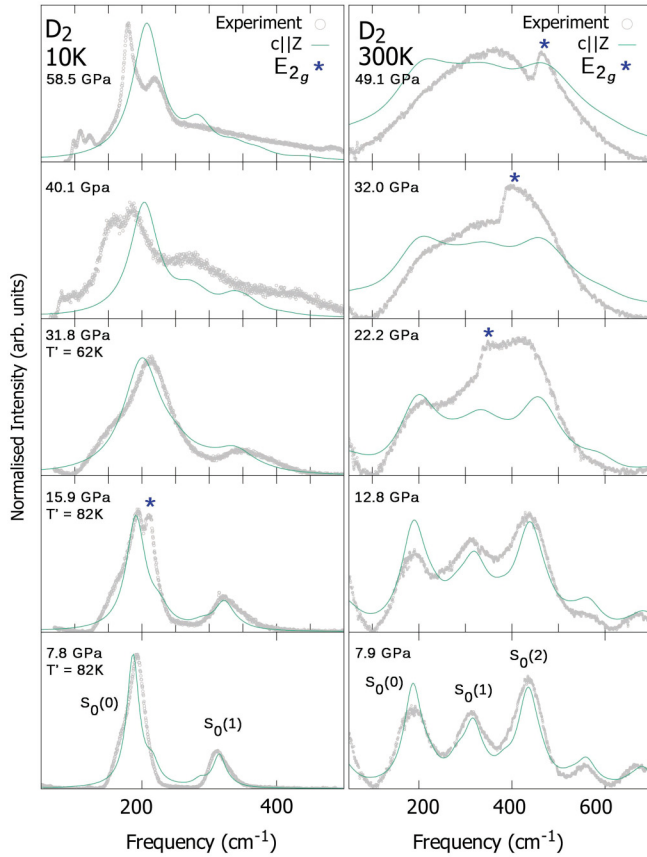 D2
10K
58.5 GPa
Experiment
c||Z
E2g *
40.1 Gpa
31.8 GPa
T' = 62K
15.9 GPa
T' = 82K
*
7.8 GPa
T' = 82K
S0(0)
S0(1)
200
400
Frequency (cm-1)
Normalised Intensity (arb. units)
D2
300K
49.1 GPa
Experiment
c||Z
E2g *
*
32.0 GPa
*
22.2 GPa
*
12.8 GPa
7.9 GPa
S0(0)
S0(1)
S0(2)
200
400
600
Frequency (cm-1)